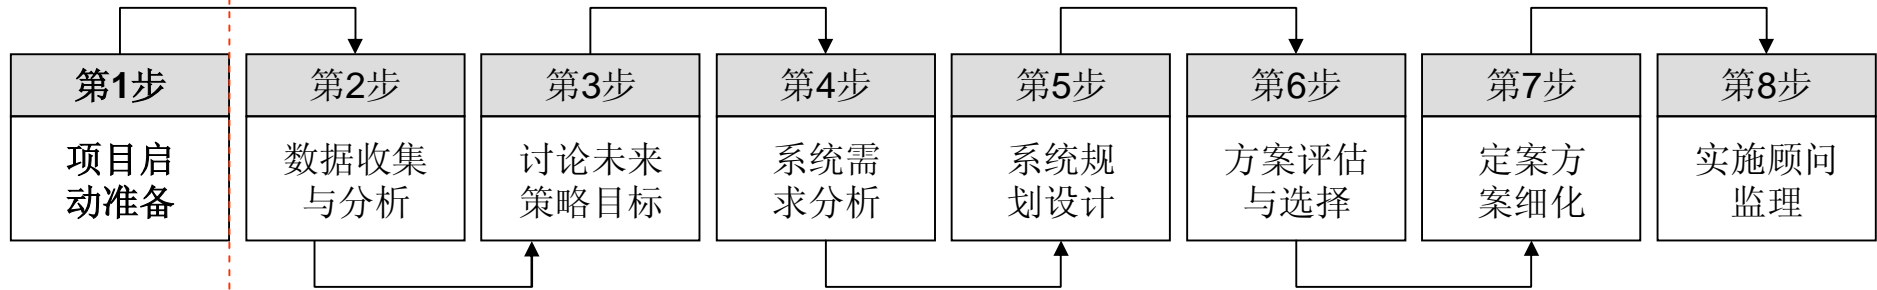 第1步
项目启
动准备
第2步
数据收集
与分析
第3步
讨论未来
策略目标
第4步
系统需
求分析
第5步
系统规
划设计
第6步
方案评估
与选择
第7步
定案方
案细化
第8步
实施顾问
监理